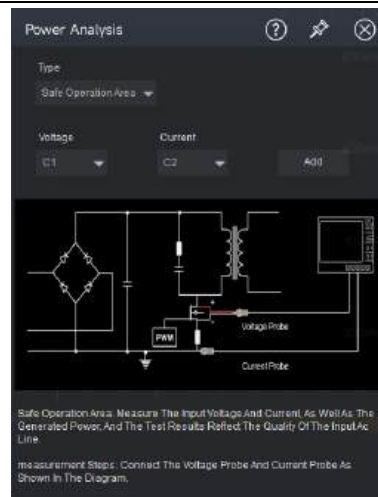 Power Analysis
Type
Safe Operation Area
Voltage
Current
C1
C2
Add
Voltage Probe
PWM
Current Probe
Safe Operation Area: Measure The Input Voltage And Current, As Well As The
Generated Power, And The Test Results Reflect The Quality Of The Input Ac
Line.
measurement Steps: Connect The Voltage Probe And Current Probe As
Shown In The Diagram.